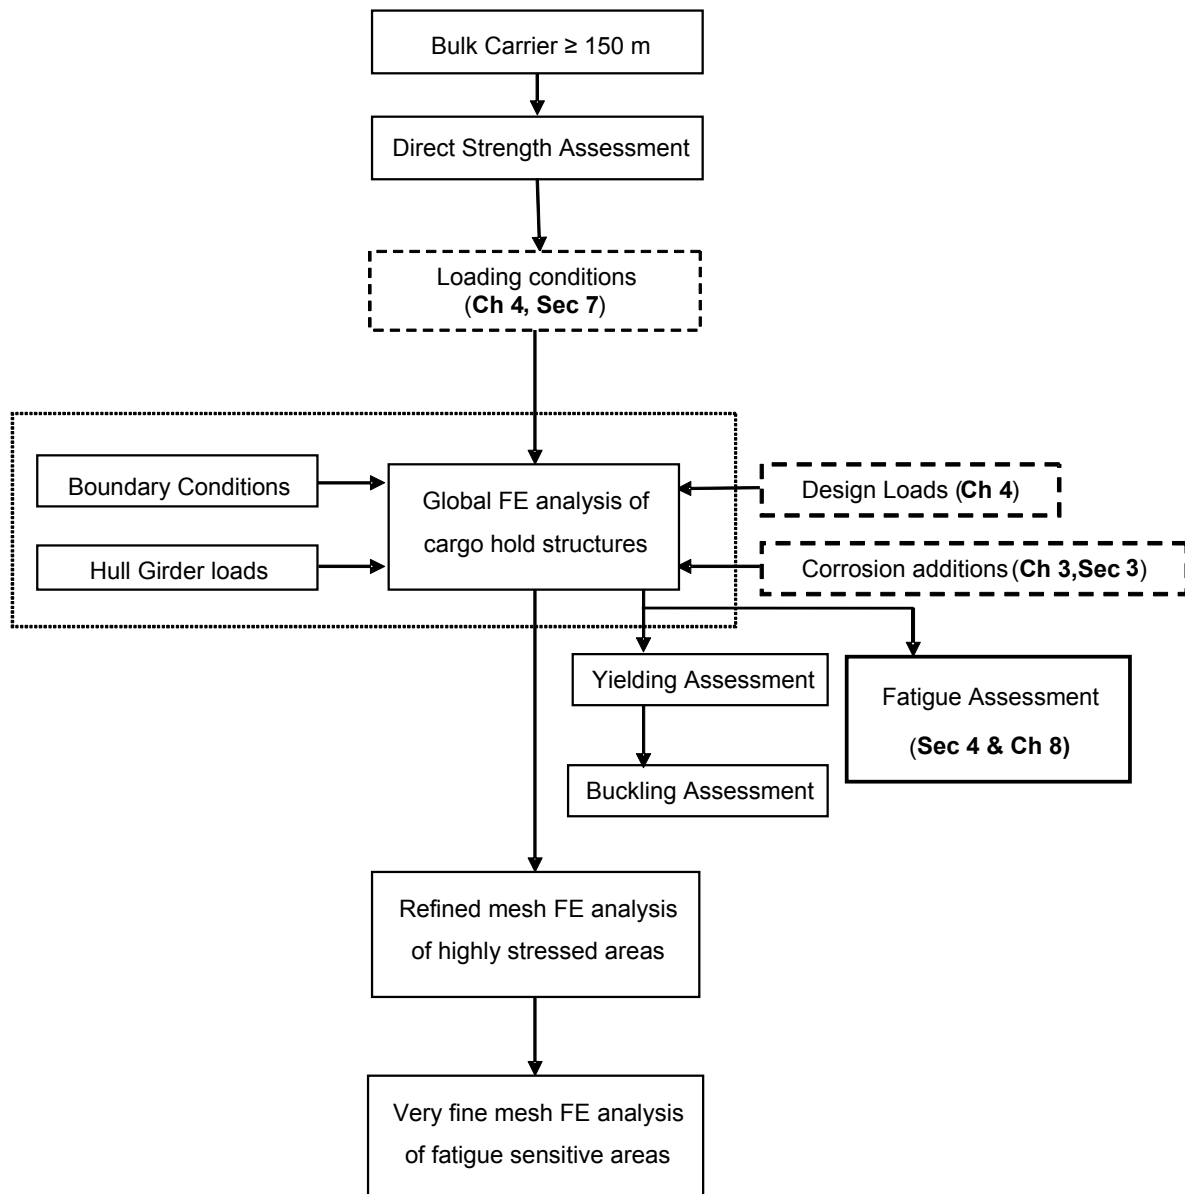 Bulk Carrier ≥ 150 m
Direct Strength Assessment
Loading conditions
(Ch 4, Sec 7)
Boundary Conditions
Hull Girder loads
Global FE analysis of
cargo hold structures
Design Loads (Ch 4)
Corrosion additions (Ch 3,Sec 3)
Yielding Assessment
Buckling Assessment
Fatigue Assessment
(Sec 4 & Ch 8)
Refined mesh FE analysis
of highly stressed areas
Very fine mesh FE analysis
of fatigue sensitive areas